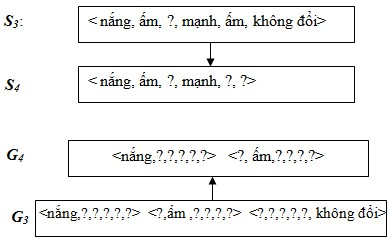 S3: < nắng, ấm, ?, mạnh, ấm, không đổi>
S4 < nắng, ấm, ?, mạnh, ?, ?>
G4 <nắng,?,?,?,?,?> <?, ấm,?,?,?,?>
G3 <nắng,?,?,?,?,?> <?,ấm ,?,?,?,?> <?,?,?,?,?, không đổi>